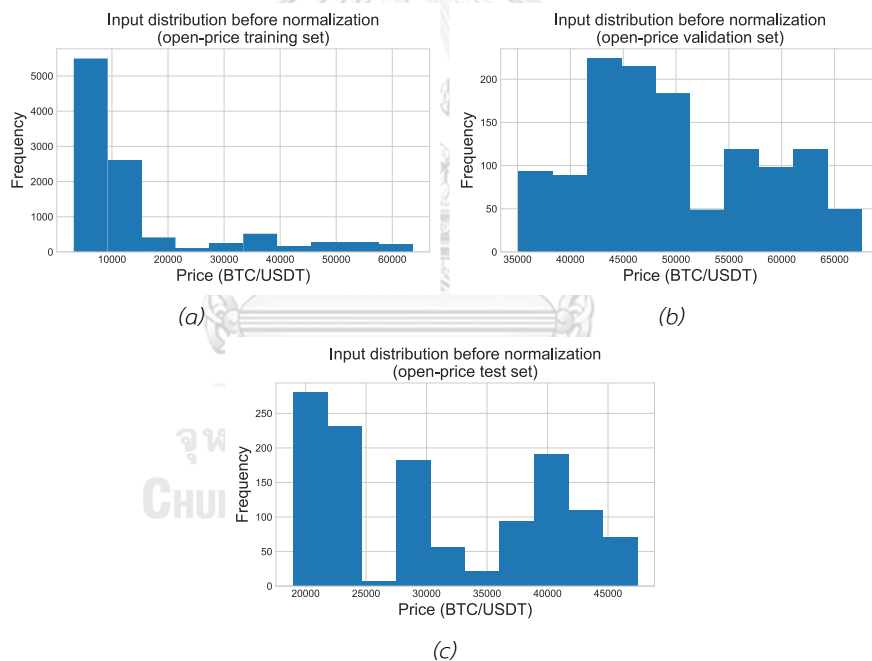 Input distribution before normalization
(open-price training set)
5000
4000
3000
2000
1000
0
Frequency
10000 20000 30000 40000 50000 60000
Price (BTC/USDT)
(a)
Input distribution before normalization
(open-price validation set)
200
150
100
50
0
Frequency
35000 40000 45000 50000 55000 60000 65000
Price (BTC/USDT)
(b)
Input distribution before normalization
(open-price test set)
250
200
150
100
50
0
Frequency
20000 25000 30000 35000 40000 45000
Price (BTC/USDT)
(c)